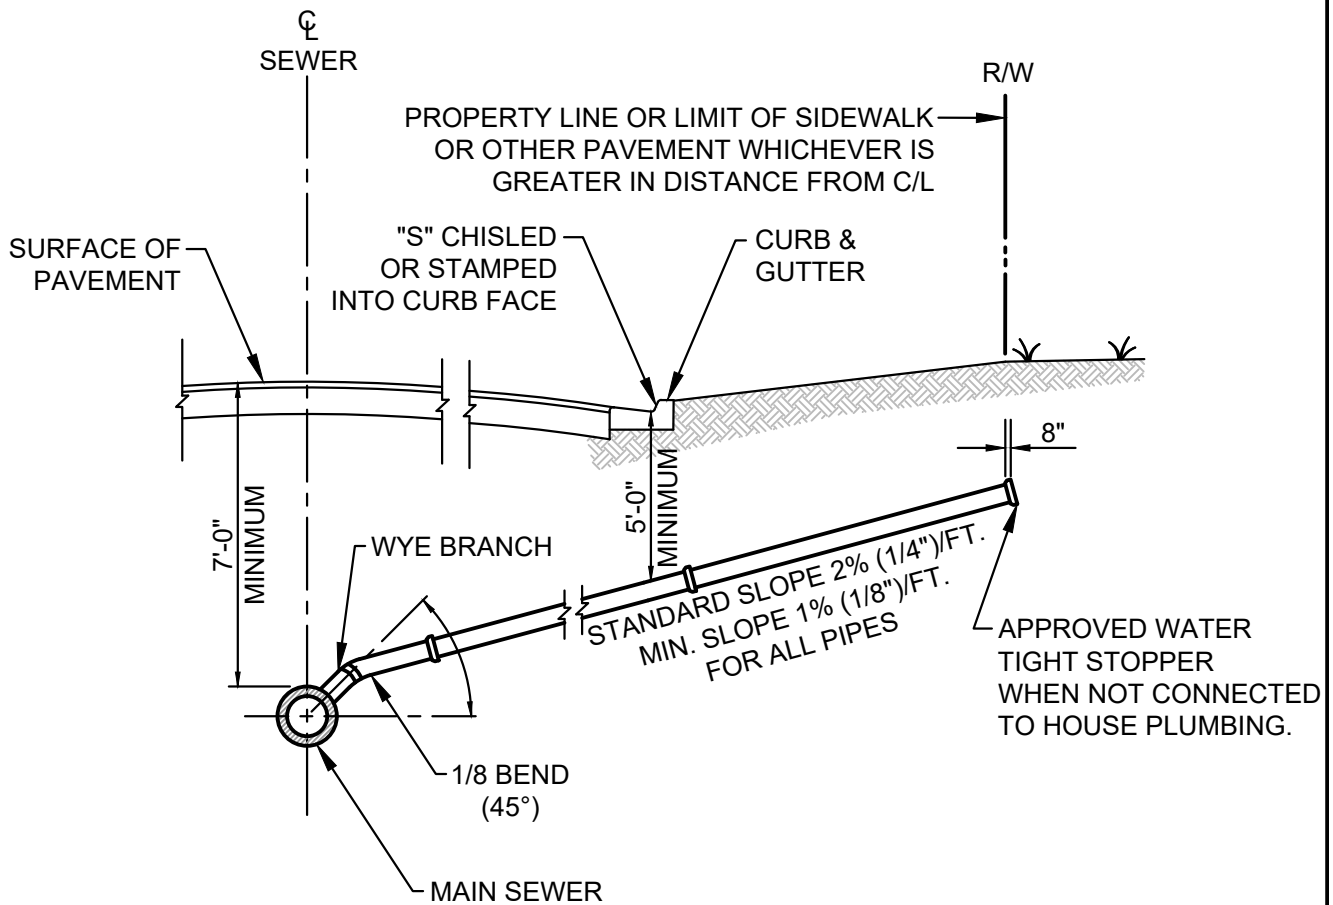 ℄
SEWER
R/W
PROPERTY LINE OR LIMIT OF SIDEWALK
OR OTHER PAVEMENT WHICHEVER IS
GREATER IN DISTANCE FROM C/L
SURFACE OF
PAVEMENT
"S" CHISLED
OR STAMPED
INTO CURB FACE
CURB &
GUTTER
8"
7'-0"
MINIMUM
5'-0"
MINIMUM
WYE BRANCH
STANDARD SLOPE 2% (1/4")/FT.
MIN. SLOPE 1% (1/8")/FT.
FOR ALL PIPES
APPROVED WATER
TIGHT STOPPER
WHEN NOT CONNECTED
TO HOUSE PLUMBING.
1/8 BEND
(45°)
MAIN SEWER